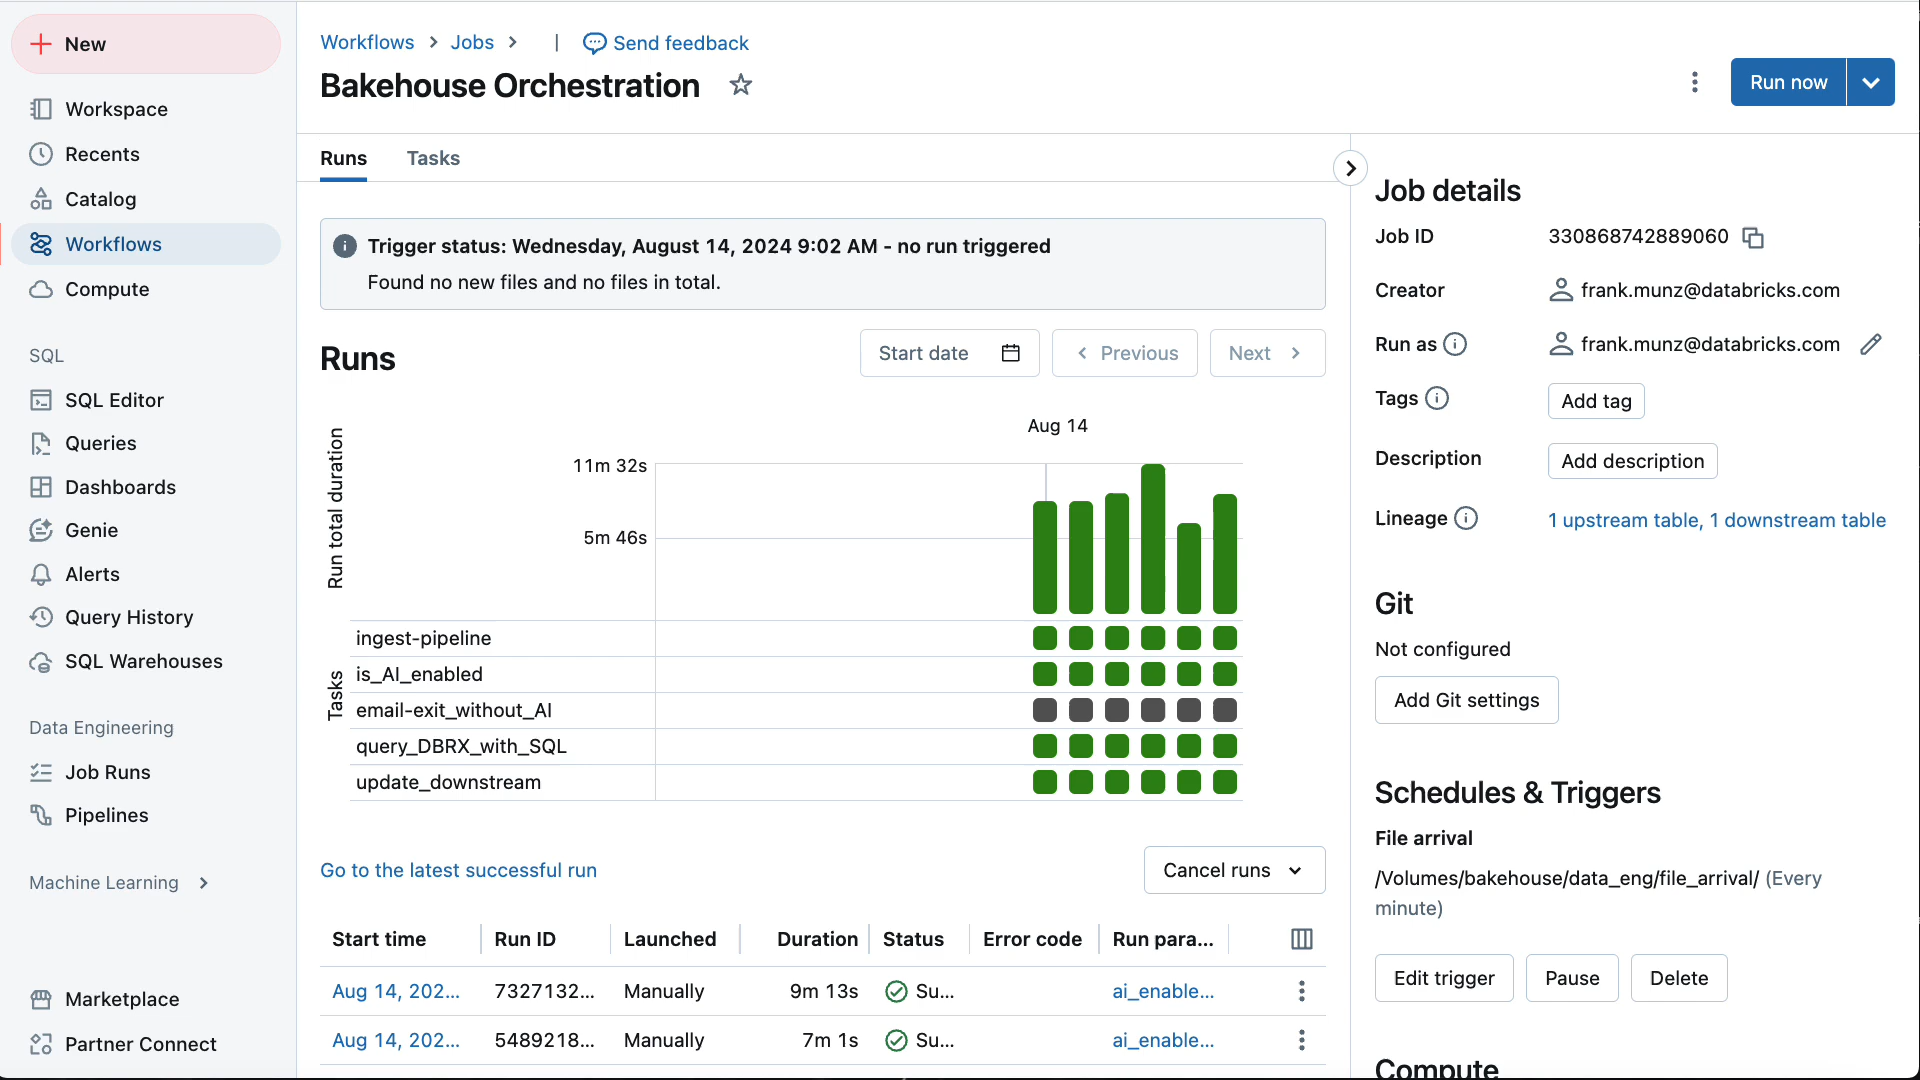 New
Workspace
Recents
Catalog
Workflows
Compute
SQL
SQL Editor
Queries
Dashboards
Genie
Alerts
Query History
SQL Warehouses
Data Engineering
Job Runs
Pipelines
Machine Learning
Marketplace
Partner Connect
Workflows > Jobs > | Send feedback
Bakehouse Orchestration
Run now
Runs Tasks
Trigger status: Wednesday, August 14, 2024 9:02 AM - no run triggered
Found no new files and no files in total.
Runs
Start date Previous Next
Aug 14
Run total duration
11m 32s
5m 46s
Tasks
ingest-pipeline
is_AI_enabled
email-exit_without_AI
query_DBRX_with_SQL
update_downstream
Go to the latest successful run
Cancel runs
Start time Run ID Launched Duration Status Error code Run para...
Aug 14, 202... 7327132... Manually 9m 13s Su... ai_enable...
Aug 14, 202... 5489218... Manually 7m 1s Su... ai_enable...
Job details
Job ID 330868742889060
Creator frank.munz@databricks.com
Run as frank.munz@databricks.com
Tags Add tag
Description Add description
Lineage 1 upstream table, 1 downstream table
Git
Not configured
Add Git settings
Schedules & Triggers
File arrival
/Volumes/bakehouse/data_eng/file_arrival/ (Every
minute)
Edit trigger Pause Delete
Compute